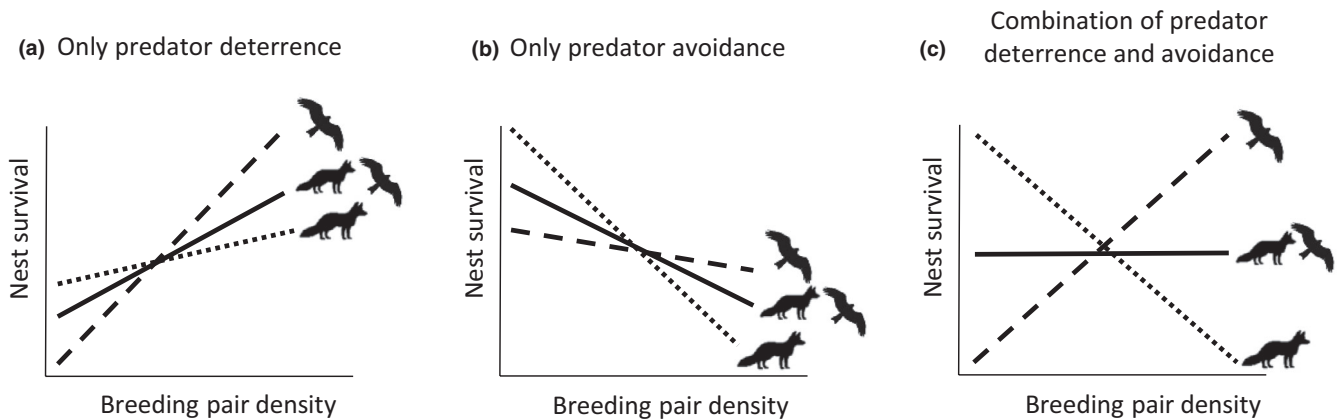 (a) Only predator deterrence
Nest survival
Breeding pair density
(b) Only predator avoidance
Nest survival
Breeding pair density
(c) Combination of predator
deterrence and avoidance
Nest survival
Breeding pair density